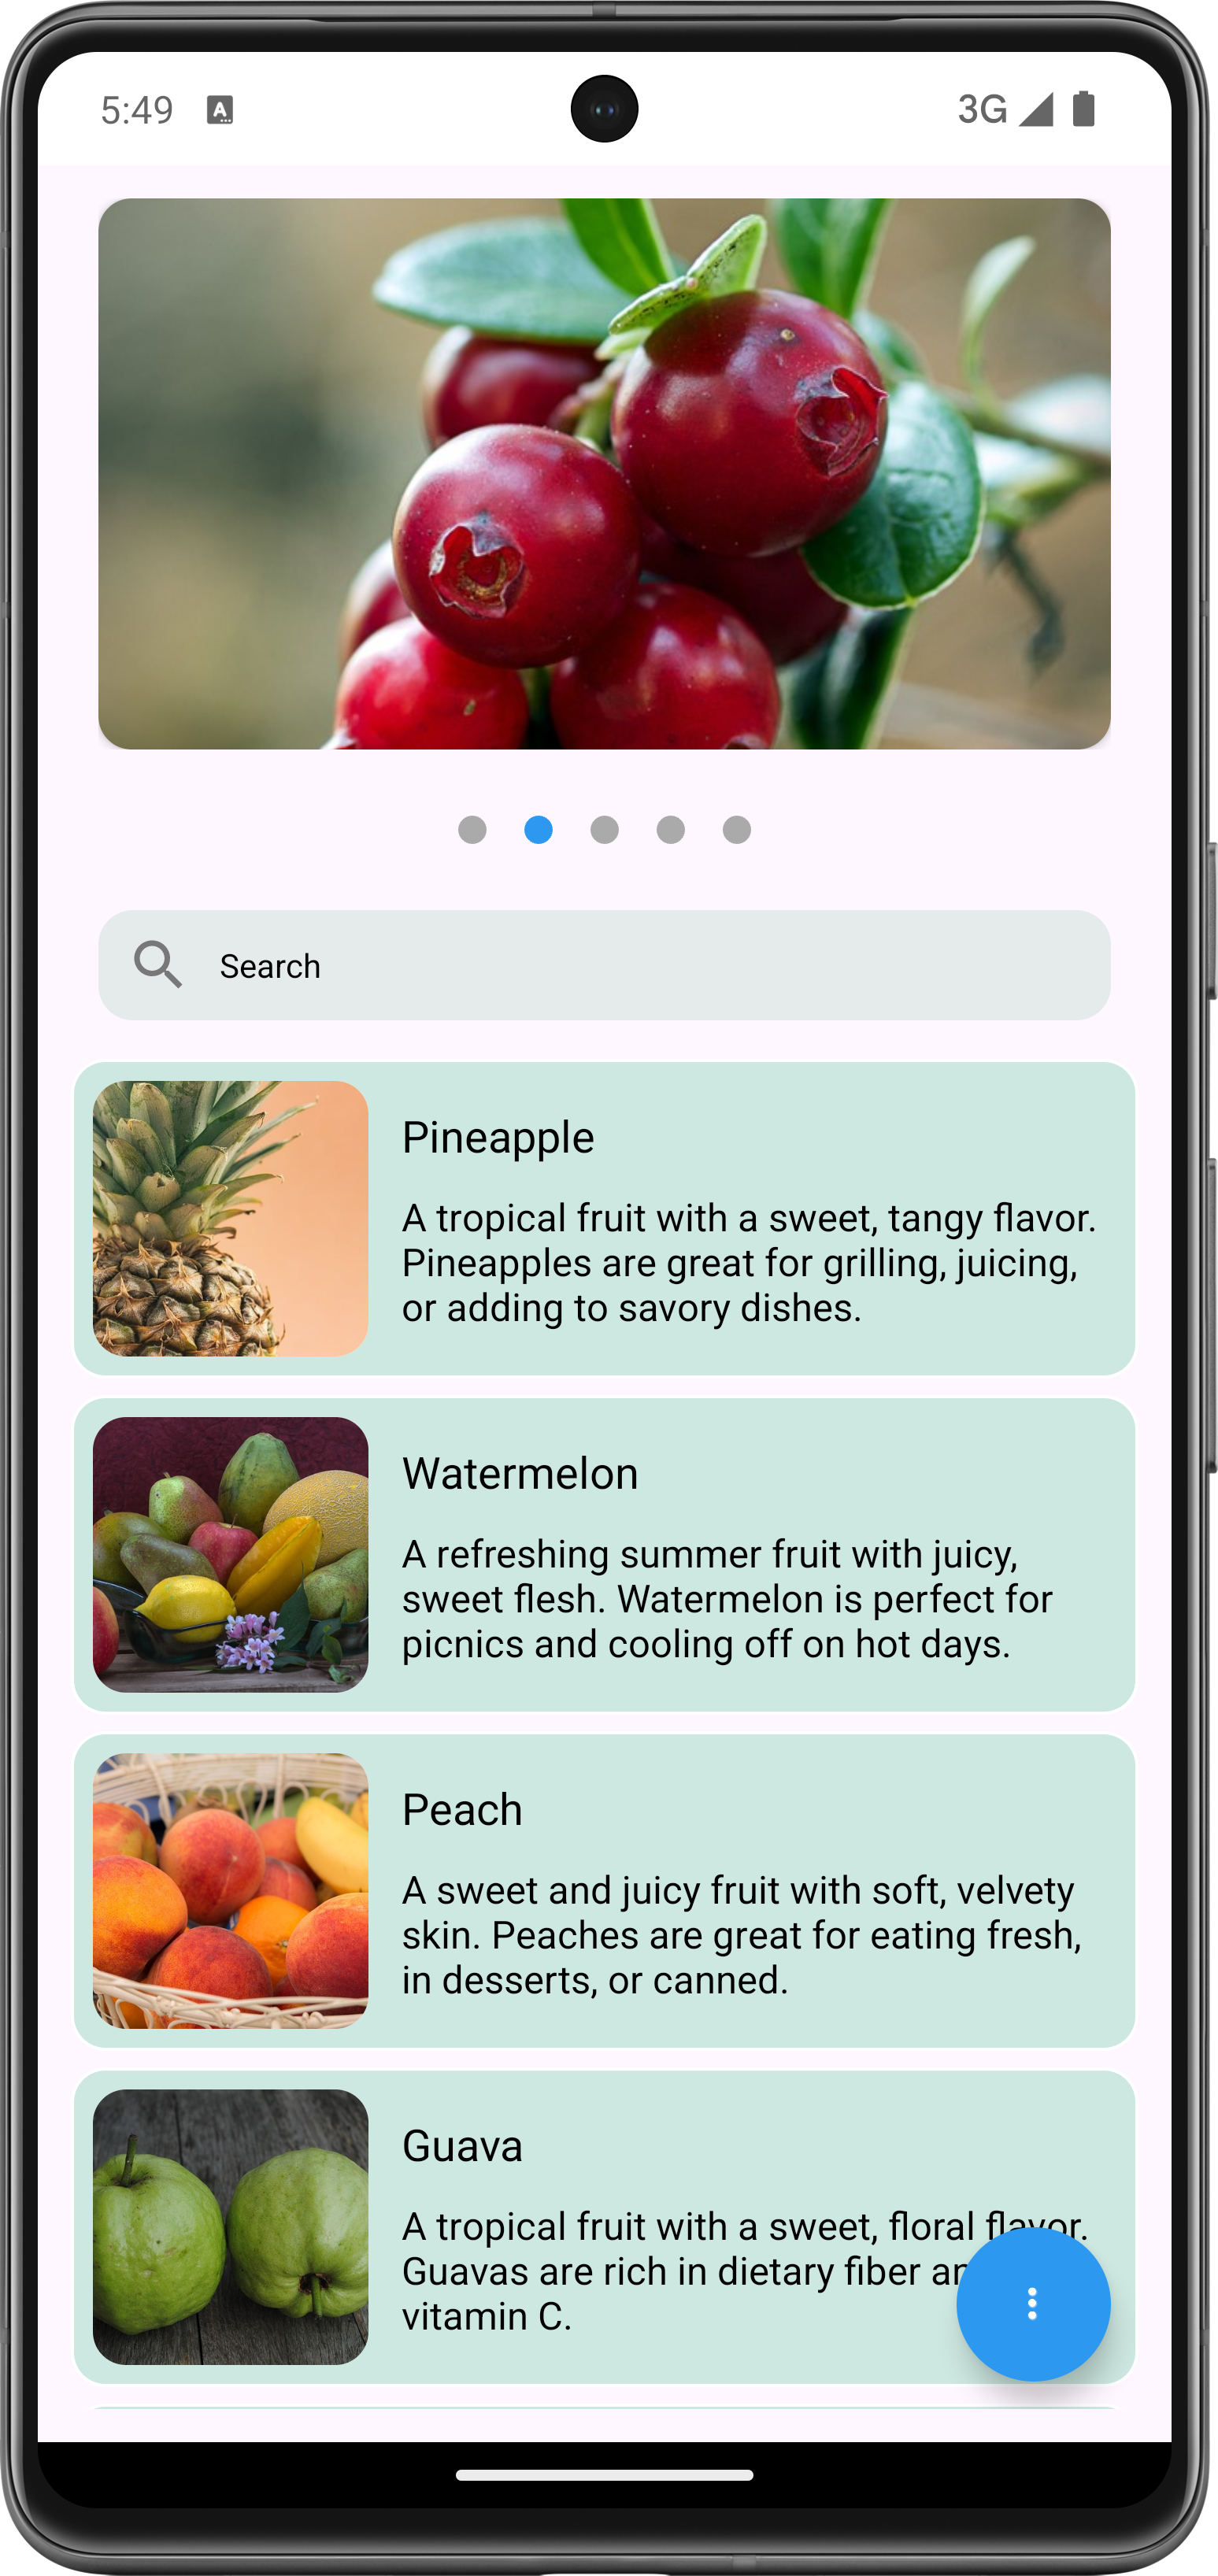 5:49 A 3G
Search
Pineapple
A tropical fruit with a sweet, tangy flavor.
Pineapples are great for grilling, juicing,
or adding to savory dishes.
Watermelon
A refreshing summer fruit with juicy,
sweet flesh. Watermelon is perfect for
picnics and cooling off on hot days.
Peach
A sweet and juicy fruit with soft, velvety
skin. Peaches are great for eating fresh,
in desserts, or canned.
Guava
A tropical fruit with a sweet, floral flavor.
Guavas are rich in dietary fiber
vitamin C.